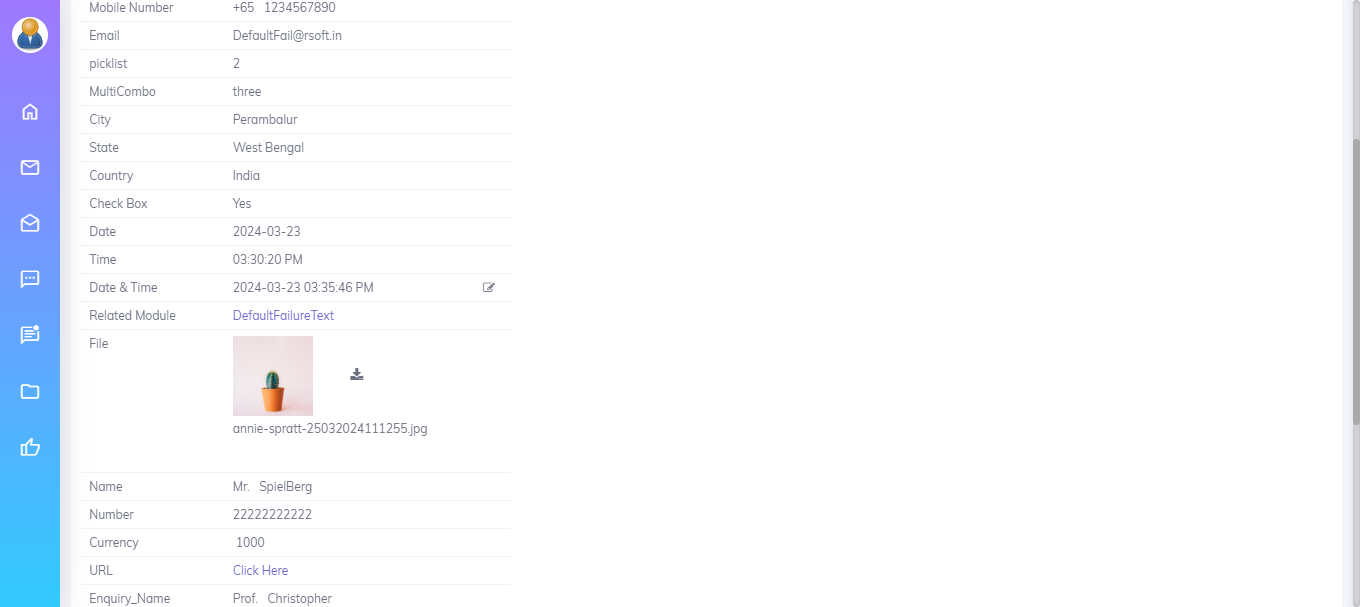 Mobile Number +65 1234567890
Email DefaultFail@rsoft.in
picklist 2
MultiCombo three
City Perambalur
State West Bengal
Country India
Check Box Yes
Date 2024-03-23
Time 03:30:20 PM
Date & Time 2024-03-23 03:35:46 PM
Related Module DefaultFailureText
File
annie-spratt-25032024111255.jpg
Name Mr. SpielBerg
Number 22222222222
Currency 1000
URL Click Here
Enquiry_Name Prof. Christopher